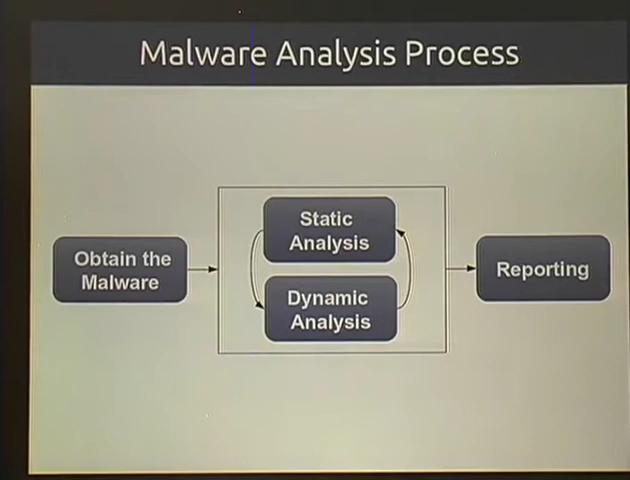 Malware Analysis Process
Obtain the
Malware
Static
Analysis
Dynamic
Analysis
Reporting